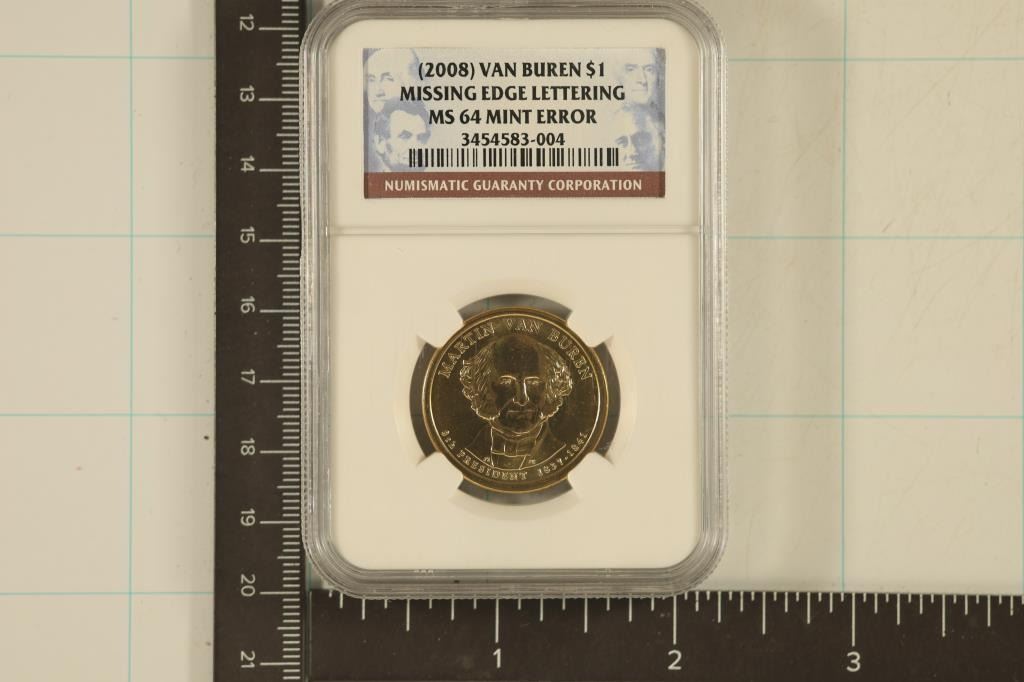 (2008) VAN BUREN $1
MISSING EDGE LETTERING
MS 64 MINT ERROR
3454583-004
NUMISMATIC GUARANTY CORPORATION
MARTIN VAN BUREN
8th PRESIDENT 1837-1841
12
13
14
15
16
17
18
19
20
21
1
2
3